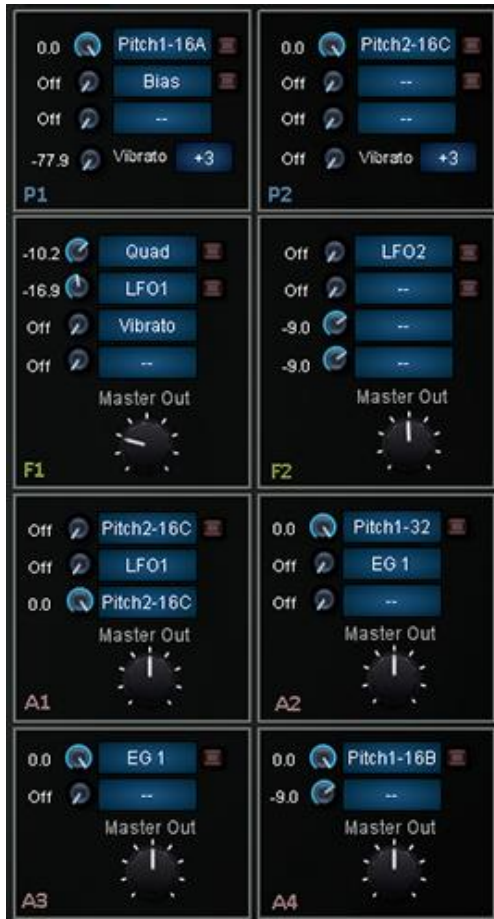 0.0 Pitch1-16A
Off Bias
Off --
-77.9 Vibrato +3
P1
0.0 Pitch2-16C
Off --
Off --
Off Vibrato +3
P2
-10.2 Quad
-16.9 LFO1
Off Vibrato
Off --
Master Out
F1
Off LFO2
Off --
-9.0 --
-9.0 --
Master Out
F2
Off Pitch2-16C
Off LFO1
0.0 Pitch2-16C
Master Out
A1
0.0 Pitch1-32
Off EG 1
Off --
Master Out
A2
0.0 EG 1
Off --
Master Out
A3
0.0 Pitch1-16B
-9.0 --
Master Out
A4